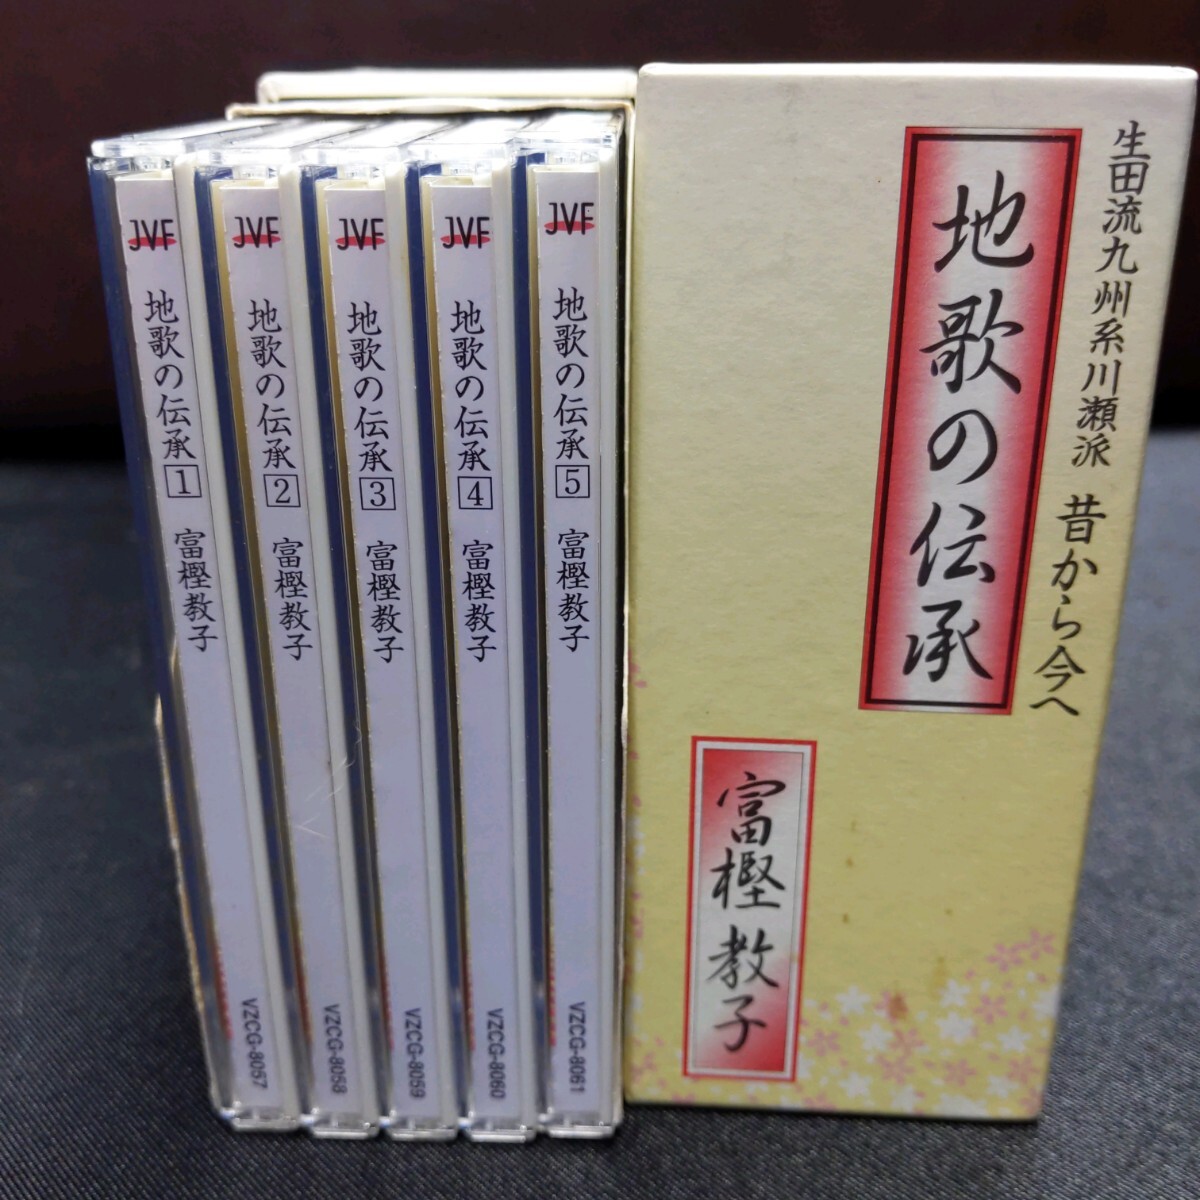 生田流九州系川瀬派 昔から今へ
地歌の伝承
富樫教子
JVF
地歌の伝承 1 富樫教子
VZCG-8057
JVF
地歌の伝承 2 富樫教子
VZCG-8058
JVF
地歌の伝承 3 富樫教子
VZCG-8059
JVF
地歌の伝承 4 富樫教子
VZCG-8060
JVF
地歌の伝承 5 富樫教子
VZCG-8061